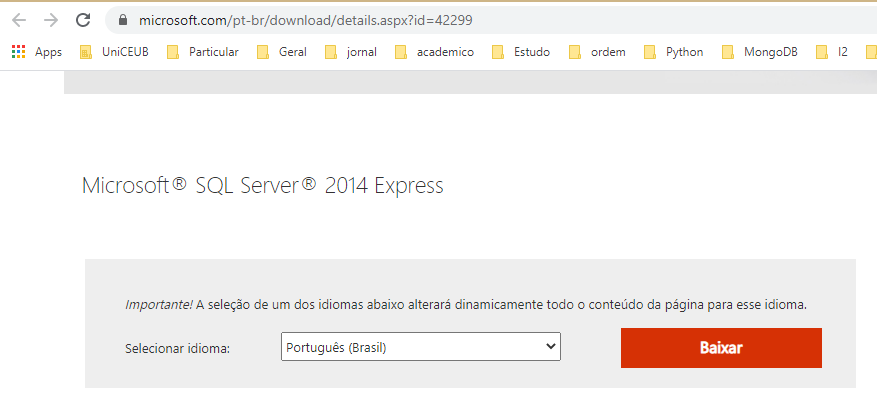 microsoft.com/pt-br/download/details.aspx?id=42299
Apps UniCEUB Particular Geral jornal academico Estudo ordem Python MongoDB I2
Microsoft® SQL Server® 2014 Express
Importante! A seleção de um dos idiomas abaixo alterará dinamicamente todo o conteúdo da página para esse idioma.
Selecionar idioma: Português (Brasil) Baixar